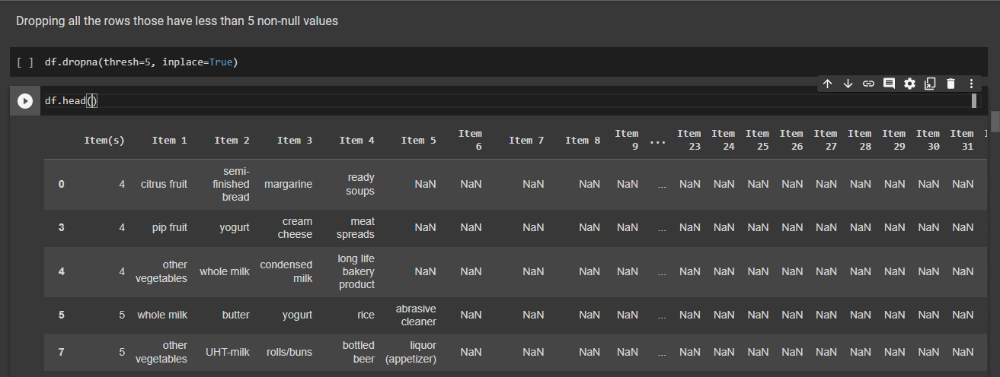 Dropping all the rows those have less than 5 non-null values
[ ] df.dropna(thresh=5, inplace=True)
df.head()
Item(s) Item 1 Item 2 Item 3 Item 4 Item 5 Item 6 Item 7 Item 8 Item 9 ... Item 23 Item 24 Item 25 Item 26 Item 27 Item 28 Item 29 Item 30 Item 31
0 4 citrus fruit semi-finished bread margarine ready soups NaN NaN NaN NaN NaN ... NaN NaN NaN NaN NaN NaN NaN NaN NaN
3 4 pip fruit yogurt cream cheese meat spreads NaN NaN NaN NaN NaN ... NaN NaN NaN NaN NaN NaN NaN NaN NaN
4 4 other vegetables whole milk condensed milk long life bakery product NaN NaN NaN NaN NaN ... NaN NaN NaN NaN NaN NaN NaN NaN NaN
5 5 whole milk butter yogurt rice abrasive cleaner NaN NaN NaN NaN ... NaN NaN NaN NaN NaN NaN NaN NaN NaN
7 5 other vegetables UHT-milk rolls/buns bottled beer liquor (appetizer) NaN NaN NaN NaN ... NaN NaN NaN NaN NaN NaN NaN NaN NaN